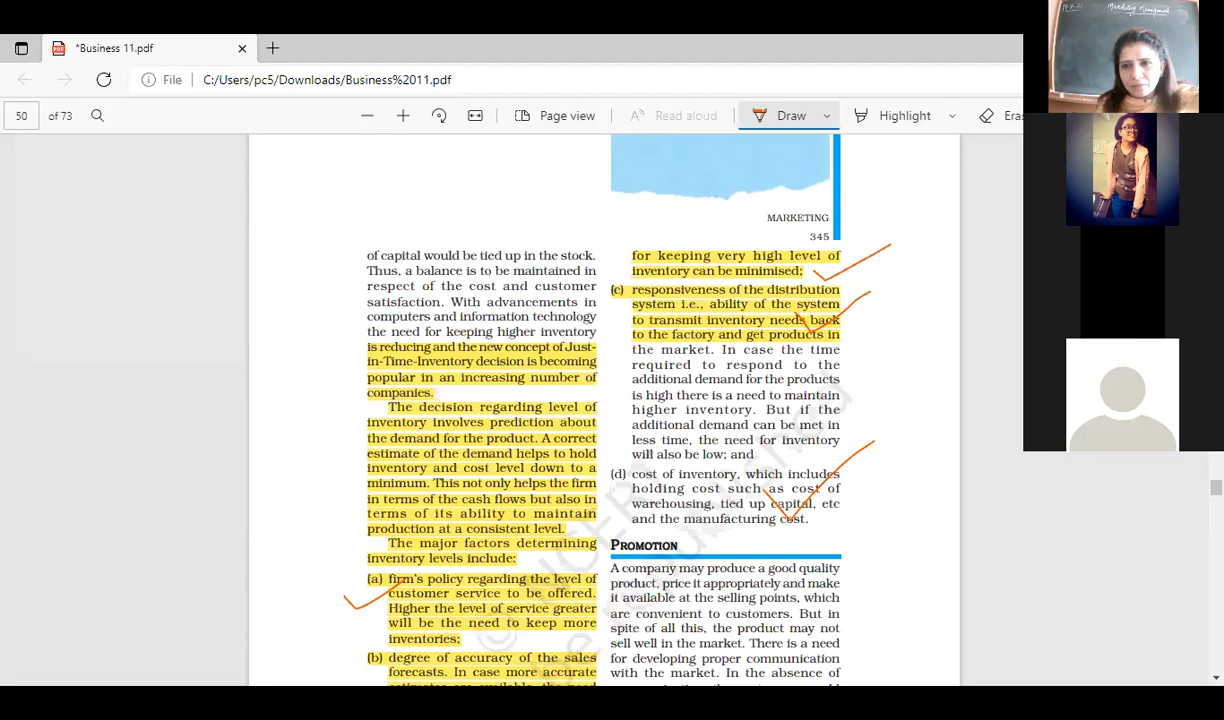 Marketing Management
*Business 11.pdf
File
C:/Users/pc5/Downloads/Business%2011.pdf
50
of 73
Page view
Read aloud
Draw
Highlight
MARKETING
345
of capital would be tied up in the stock.
Thus, a balance is to be maintained in
respect of the cost and customer
satisfaction. With advancements in
computers and information technology
the need for keeping higher inventory
is reducing and the new concept of Just-
in-Time-Inventory decision is becoming
popular in an increasing number of
companies.
The decision regarding level of
inventory involves prediction about
the demand for the product. A correct
estimate of the demand helps to hold
inventory and cost level down to a
minimum. This not only helps the firm
in terms of the cash flows but also in
terms of its ability to maintain
production at a consistent level.
The major factors determining
inventory levels include:
(a) firm's policy regarding the level of
customer service to be offered.
Higher the level of service greater
will be the need to keep more
inventories;
(b) degree of accuracy of the sales
forecasts. In case more accurate
for keeping very high level of
inventory can be minimised;
(c) responsiveness of the distribution
system i.e., ability of the system
to transmit inventory needs back
to the factory and get products in
the market. In case the time
required to respond to the
additional demand for the products
is high there is a need to maintain
higher inventory. But if the
additional demand can be met in
less time, the need for inventory
will also be low; and
(d) cost of inventory, which includes
holding cost such as cost of
warehousing, tied up capital, etc
and the manufacturing cost.
PROMOTION
A company may produce a good quality
product, price it appropriately and make
it available at the selling points, which
are convenient to customers. But in
spite of all this, the product may not
sell well in the market. There is a need
for developing proper communication
with the market. In the absence of